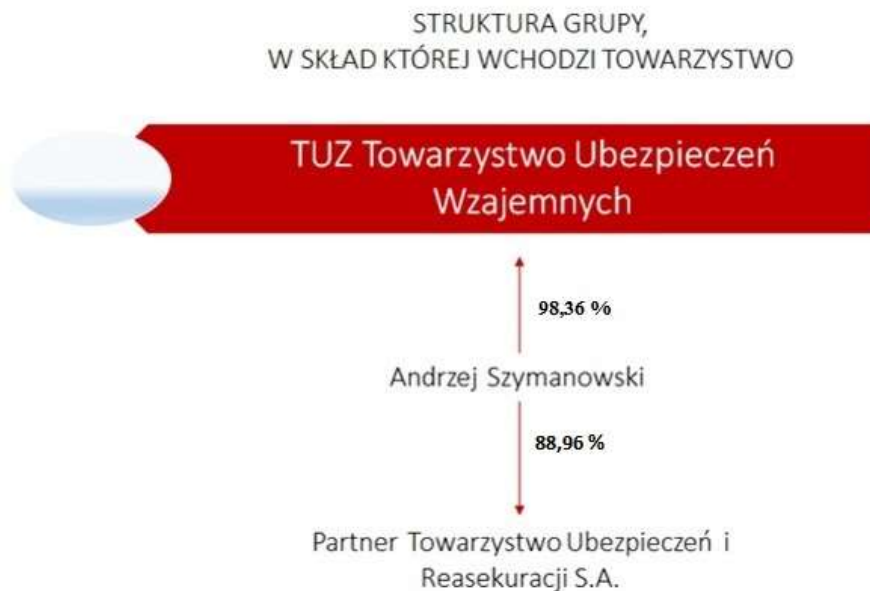 STRUKTURA GRUPY,
W SKŁAD KTÓREJ WCHODZI TOWARZYSTWO
TUZ Towarzystwo Ubezpieczeń
Wzajemnych
98,36 %
Andrzej Szymanowski
88,96 %
Partner Towarzystwo Ubezpieczeń i
Reasekuracji S.A.